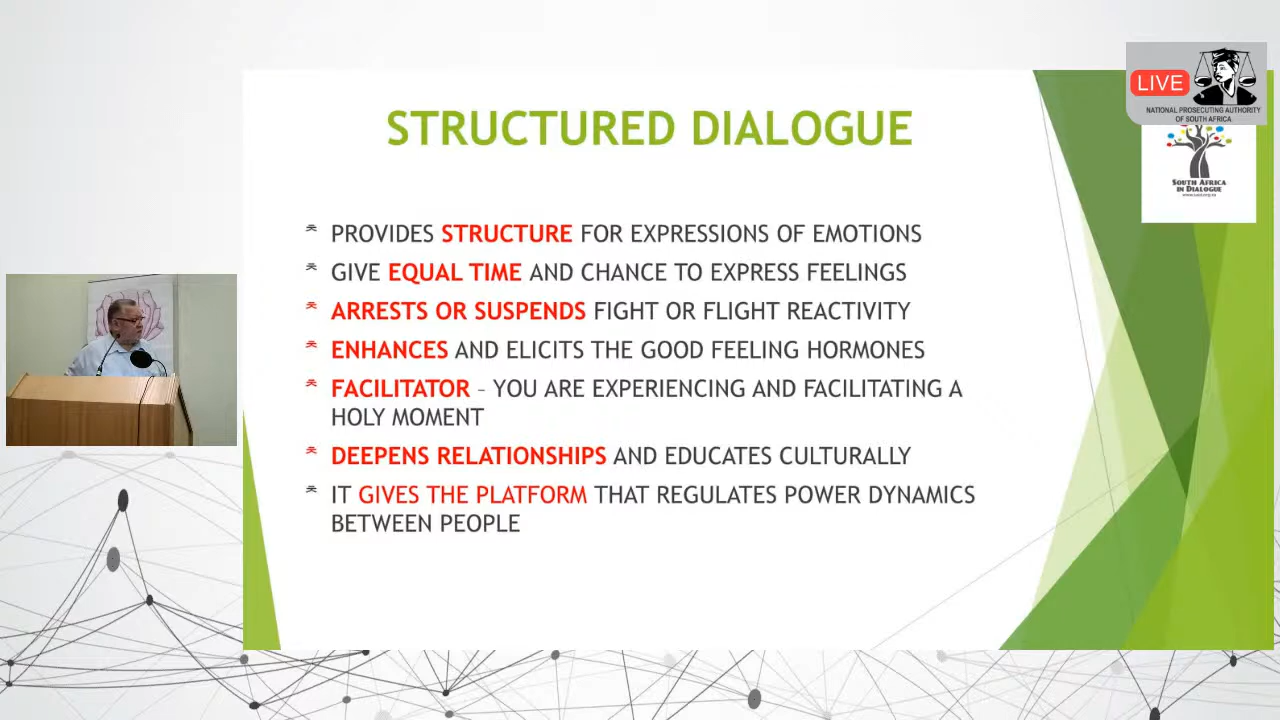 STRUCTURED DIALOGUE
PROVIDES STRUCTURE FOR EXPRESSIONS OF EMOTIONS
GIVE EQUAL TIME AND CHANCE TO EXPRESS FEELINGS
ARRESTS OR SUSPENDS FIGHT OR FLIGHT REACTIVITY
ENHANCES AND ELICITS THE GOOD FEELING HORMONES
FACILITATOR – YOU ARE EXPERIENCING AND FACILITATING A
HOLY MOMENT
DEEPENS RELATIONSHIPS AND EDUCATES CULTURALLY
IT GIVES THE PLATFORM THAT REGULATES POWER DYNAMICS
BETWEEN PEOPLE
LIVE
NATIONAL PROSECUTING AUTHORITY
OF SOUTH AFRICA
SOUTH AFRICA
IN DIALOGUE